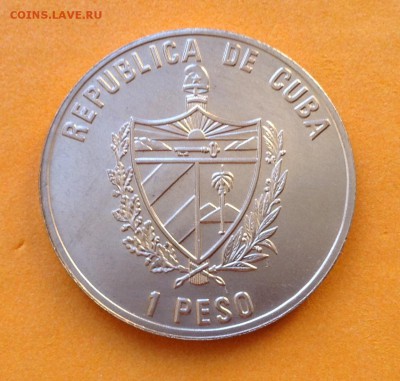 COINS.LAVE.RU
REPUBLICA DE CUBA
1 PESO